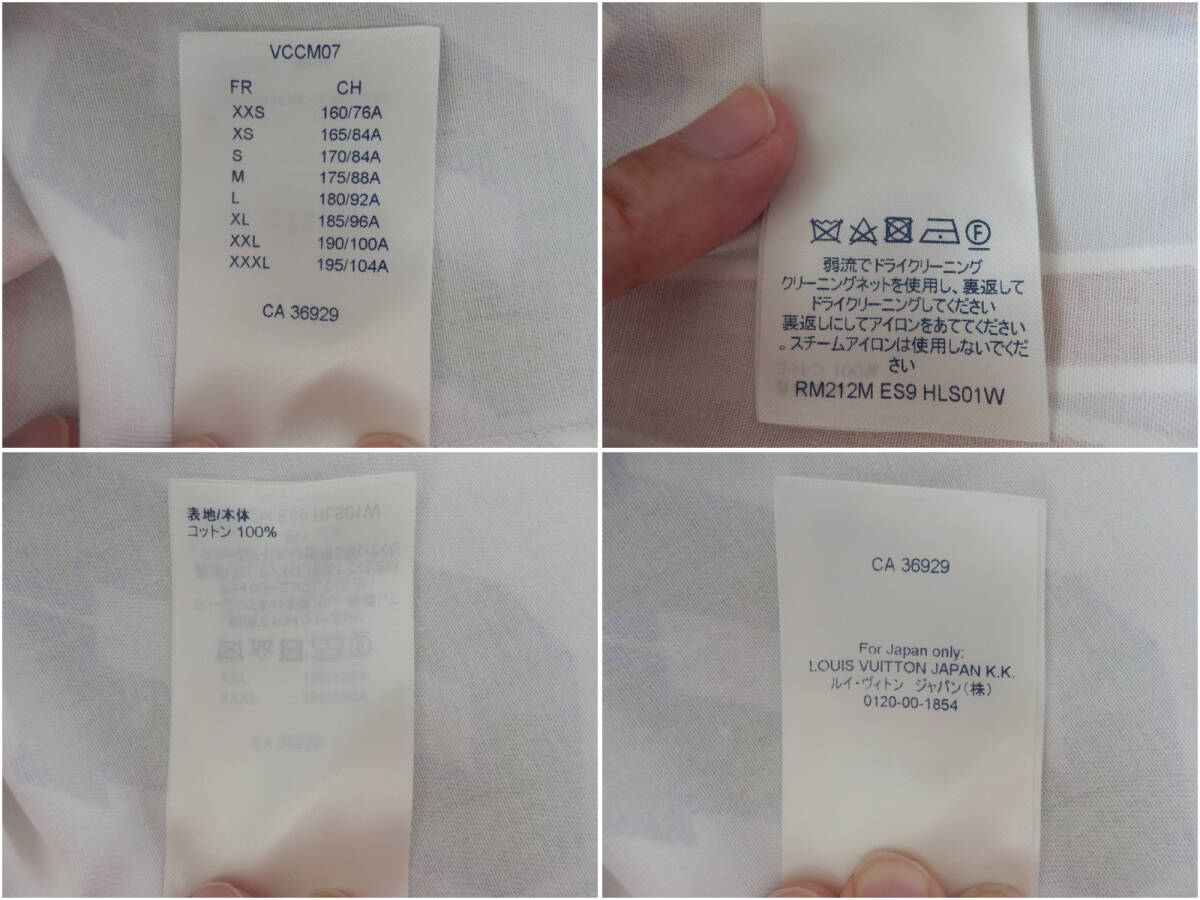 VCCM07
FR CH
XXS 160/76A
XS 165/84A
S 170/84A
M 175/88A
L 180/92A
XL 185/96A
XXL 190/100A
XXXL 195/104A
CA 36929
F
弱流でドライクリーニング
クリーニングネットを使用し、裏返して
ドライクリーニングしてください
裏返しにしてアイロンをあててください
。スチームアイロンは使用しないでくだ
さい
RM212M ES9 HLS01W
表地/本体
コットン 100%
CA 36929
For Japan only:
LOUIS VUITTON JAPAN K.K.
ルイ・ヴィトン ジャパン(株)
0120-00-1854